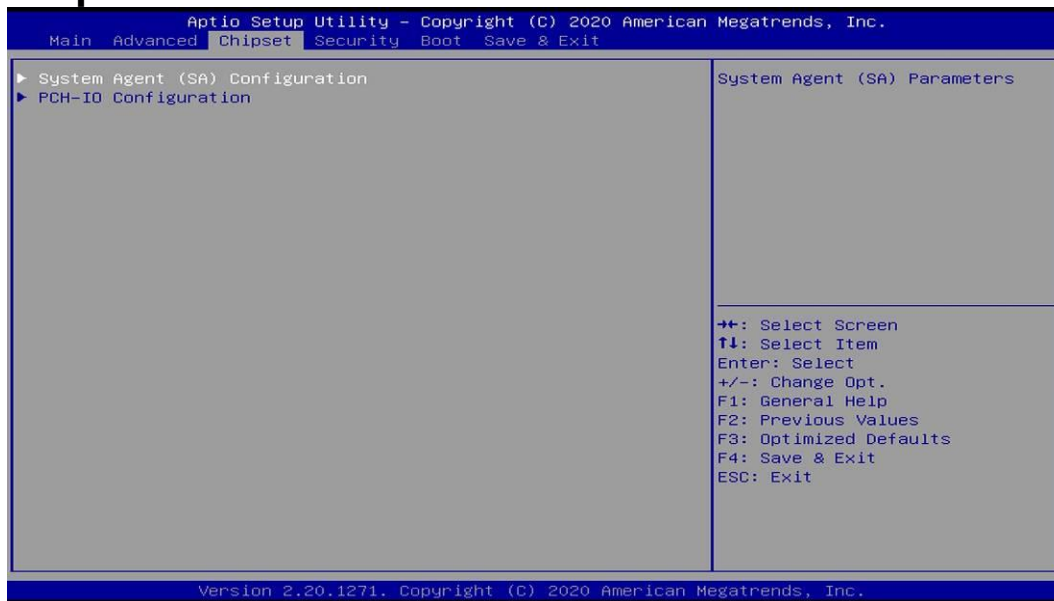 Aptio Setup Utility – Copyright (C) 2020 American Megatrends, Inc.
Main Advanced Chipset Security Boot Save & Exit
► System Agent (SA) Configuration
► PCH-IO Configuration
System Agent (SA) Parameters
→←: Select Screen
↑↓: Select Item
Enter: Select
+/-: Change Opt.
F1: General Help
F2: Previous Values
F3: Optimized Defaults
F4: Save & Exit
ESC: Exit
Version 2.20.1271. Copyright (C) 2020 American Megatrends, Inc.